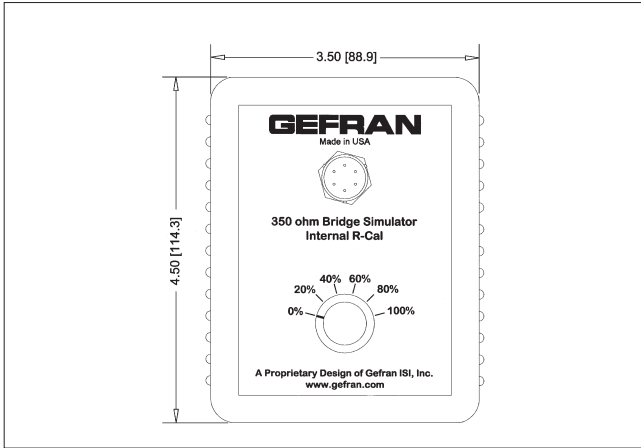 3.50 [88.9]
4.50 [114.3]
GEFRAN
Made in USA
350 ohm Bridge Simulator
Internal R-Cal
0%
20%
40%
60%
80%
100%
A Proprietary Design of Gefran ISI, Inc.
www.gefran.com